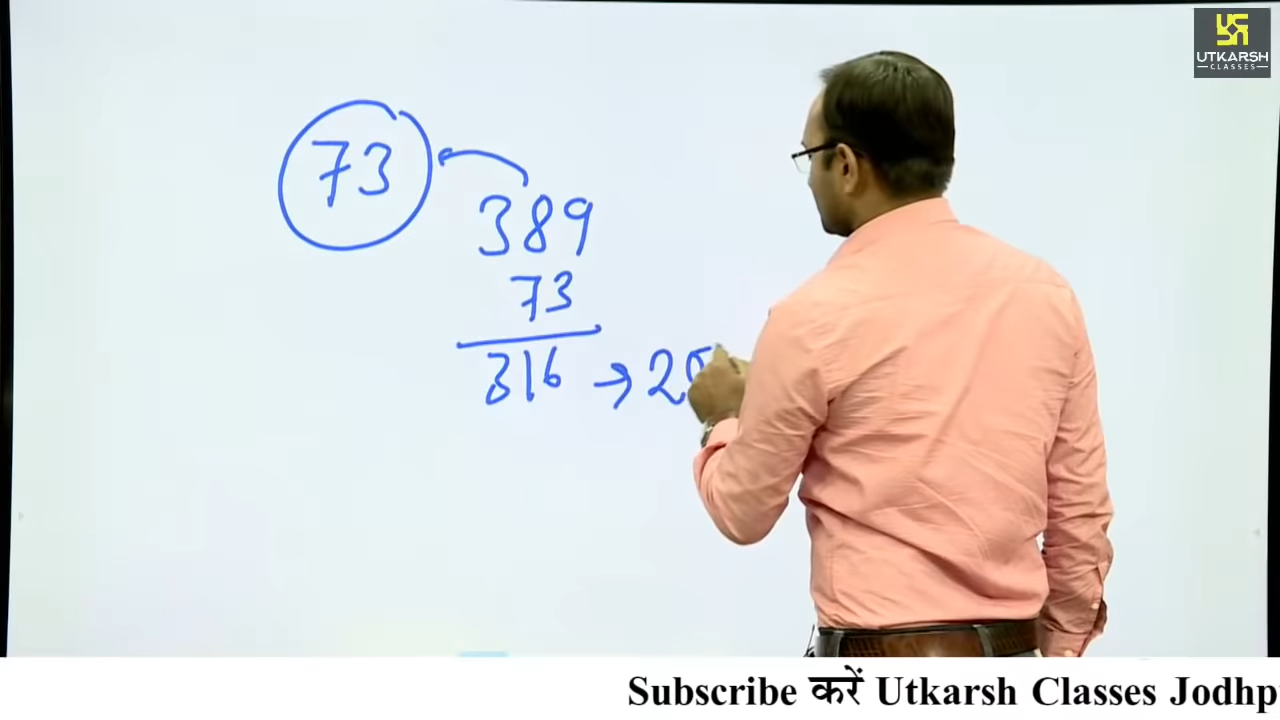 UTKARSH
CLASSES
73
389
73
316 → 2
Subscribe करें Utkarsh Classes Jodhp